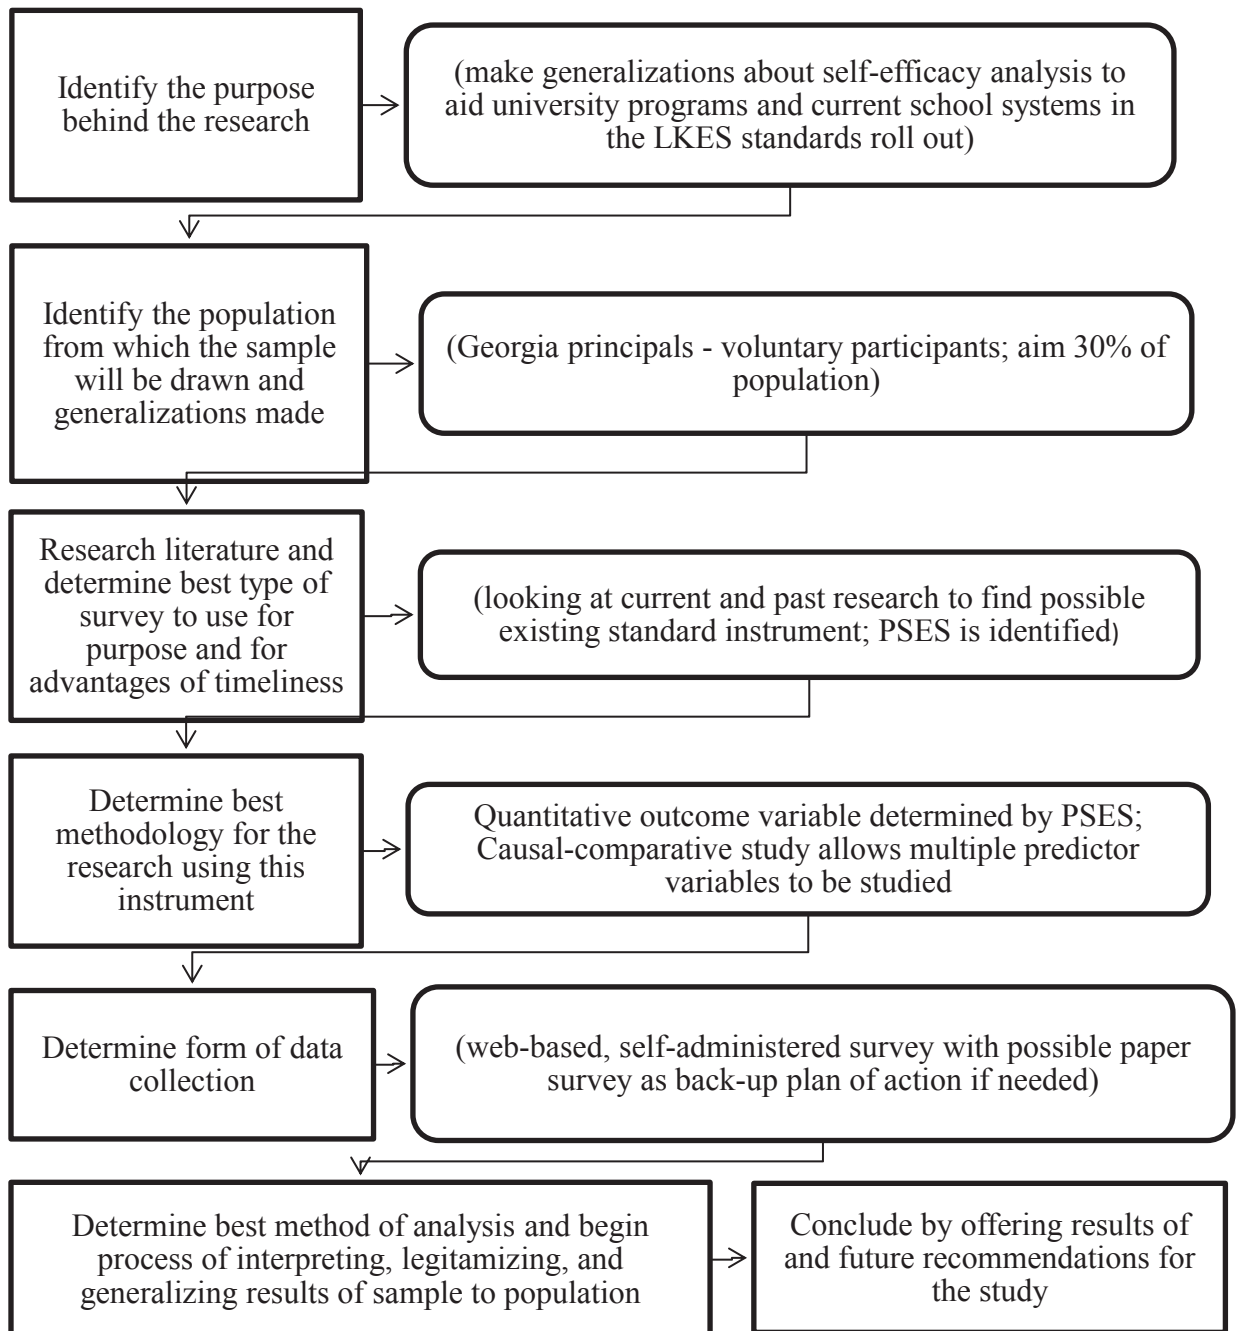 Identify the purpose
behind the research
(make generalizations about self-efficacy analysis to
aid university programs and current school systems in
the LKES standards roll out)
Identify the population
from which the sample
will be drawn and
generalizations made
(Georgia principals - voluntary participants; aim 30% of
population)
Research literature and
determine best type of
survey to use for
purpose and for
advantages of timeliness
(looking at current and past research to find possible
existing standard instrument; PSES is identified)
Determine best
methodology for the
research using this
instrument
Quantitative outcome variable determined by PSES;
Causal-comparative study allows multiple predictor
variables to be studied
Determine form of data
collection
(web-based, self-administered survey with possible paper
survey as back-up plan of action if needed)
Determine best method of analysis and begin
process of interpreting, legitamizing, and
generalizing results of sample to population
Conclude by offering results of
and future recommendations for
the study